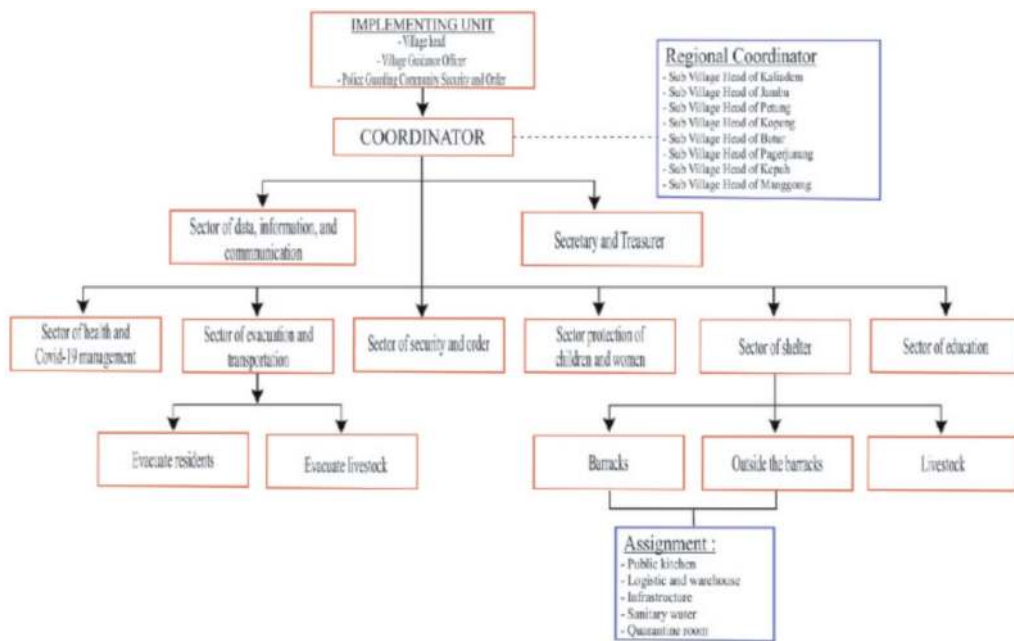 IMPLEMENTING UNIT
- Village head
- Village Guidance Officer
- Police Guarding Community Security and Order
Regional Coordinator
- Sub Village Head of Kaliadem
- Sub Village Head of Jambu
- Sub Village Head of Petung
- Sub Village Head of Kopeng
- Sub Village Head of Batur
- Sub Village Head of Pagerjurang
- Sub Village Head of Kepuh
- Sub Village Head of Manggong
COORDINATOR
Sector of data, information, and
communication
Secretary and Treasurer
Sector of health and
Covid-19 management
Sector of evacuation and
transportation
Sector of security and order
Sector protection of
children and women
Sector of shelter
Sector of education
Evacuate residents
Evacuate livestock
Barracks
Outside the barracks
Livestock
Assignment :
- Public kitchen
- Logistic and warehouse
- Infrastructure
- Sanitary water
- Quarantine room